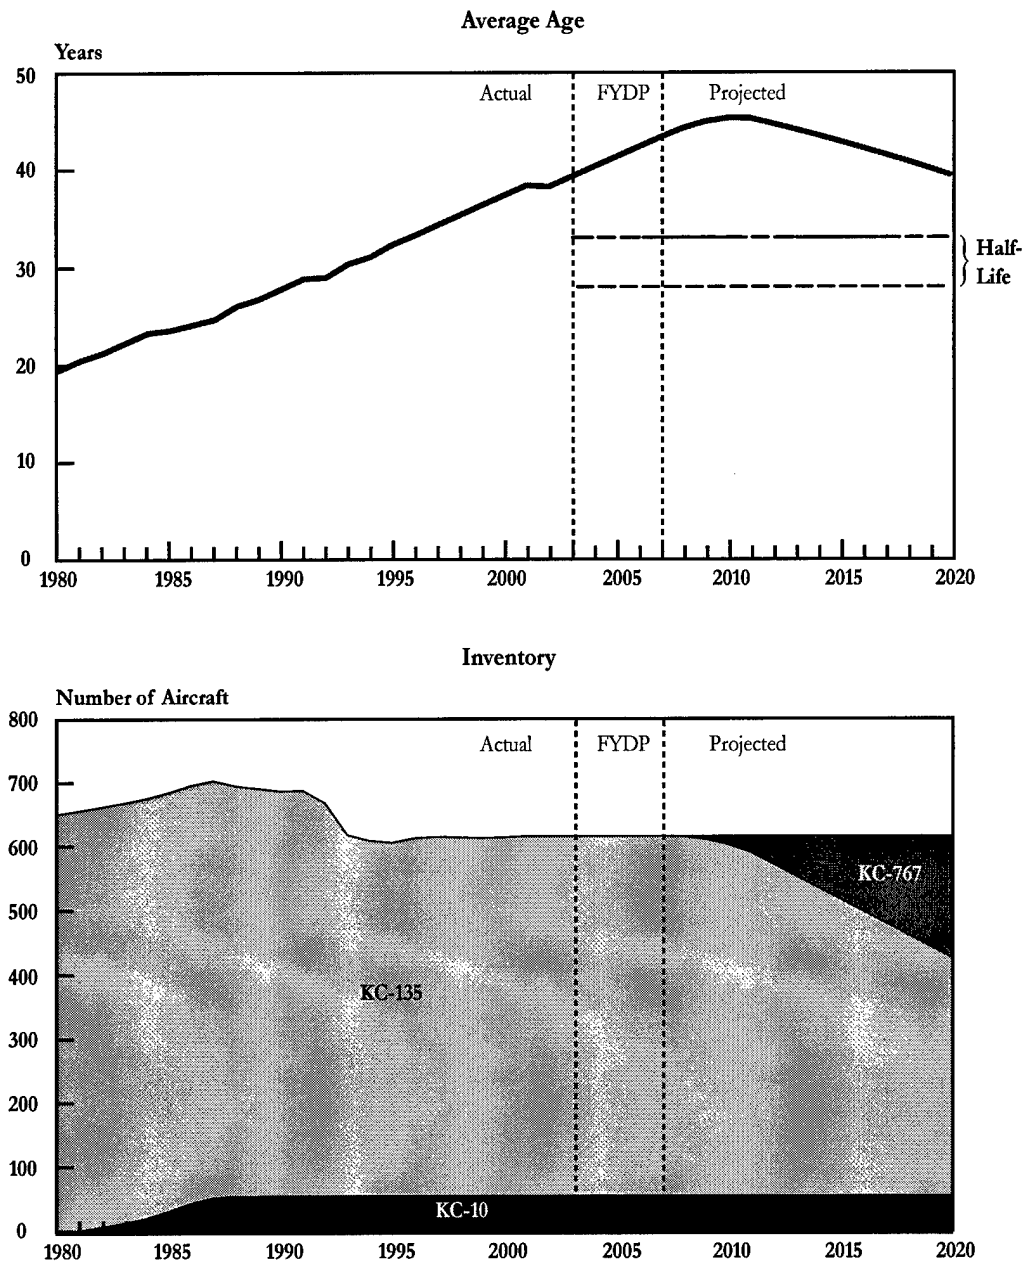 Average Age
Years
50
Actual FYDP Projected
40
30
Half-
Life
20
10
0
1980 1985 1990 1995 2000 2005 2010 2015 2020
Inventory
Number of Aircraft
800
Actual FYDP Projected
700
600
KC-767
500
400
KC-135
300
200
100
KC-10
0
1980 1985 1990 1995 2000 2005 2010 2015 2020